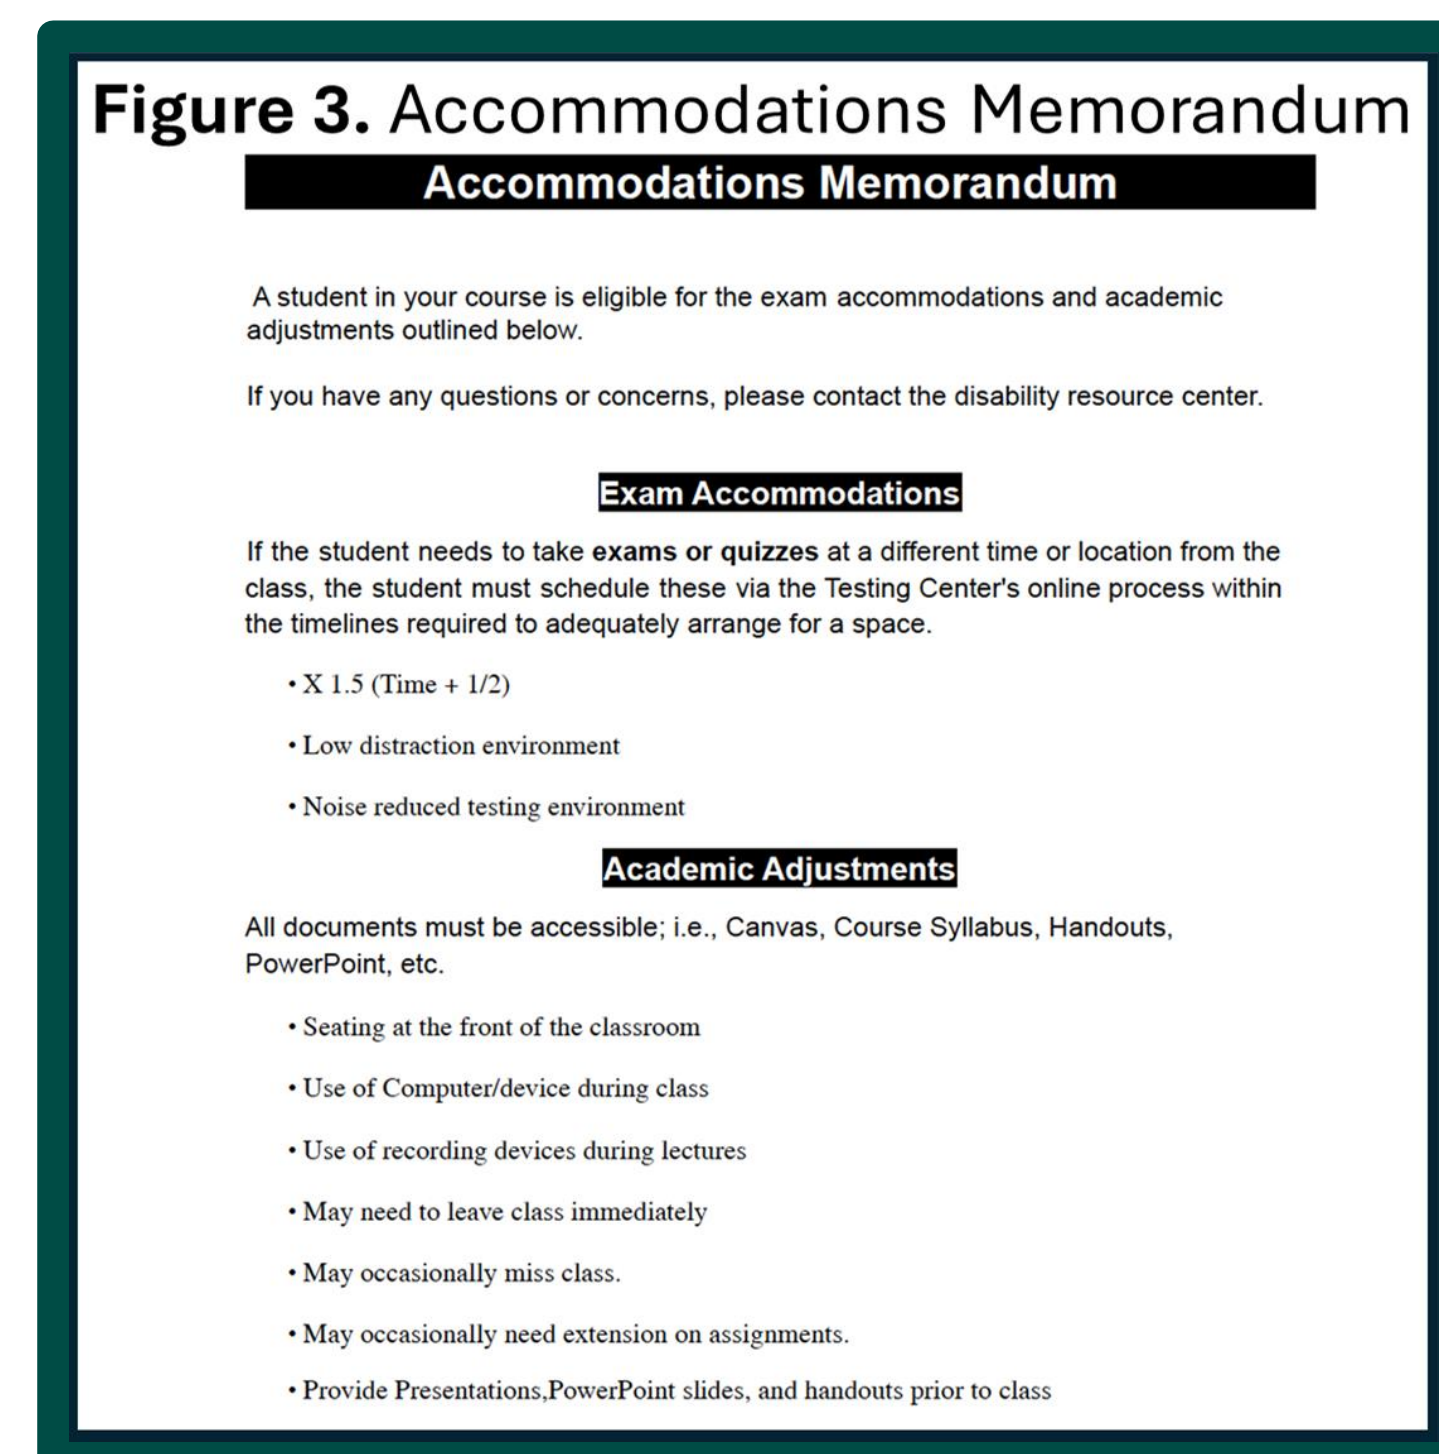 Figure 3. Accommodations Memorandum
Accommodations Memorandum
A student in your course is eligible for the exam accommodations and academic
adjustments outlined below.
If you have any questions or concerns, please contact the disability resource center.
Exam Accommodations
If the student needs to take exams or quizzes at a different time or location from the
class, the student must schedule these via the Testing Center's online process within
the timelines required to adequately arrange for a space.
• X 1.5 (Time + 1/2)
• Low distraction environment
• Noise reduced testing environment
Academic Adjustments
All documents must be accessible; i.e., Canvas, Course Syllabus, Handouts,
PowerPoint, etc.
• Seating at the front of the classroom
• Use of Computer/device during class
• Use of recording devices during lectures
• May need to leave class immediately
• May occasionally miss class.
• May occasionally need extension on assignments.
• Provide Presentations,PowerPoint slides, and handouts prior to class